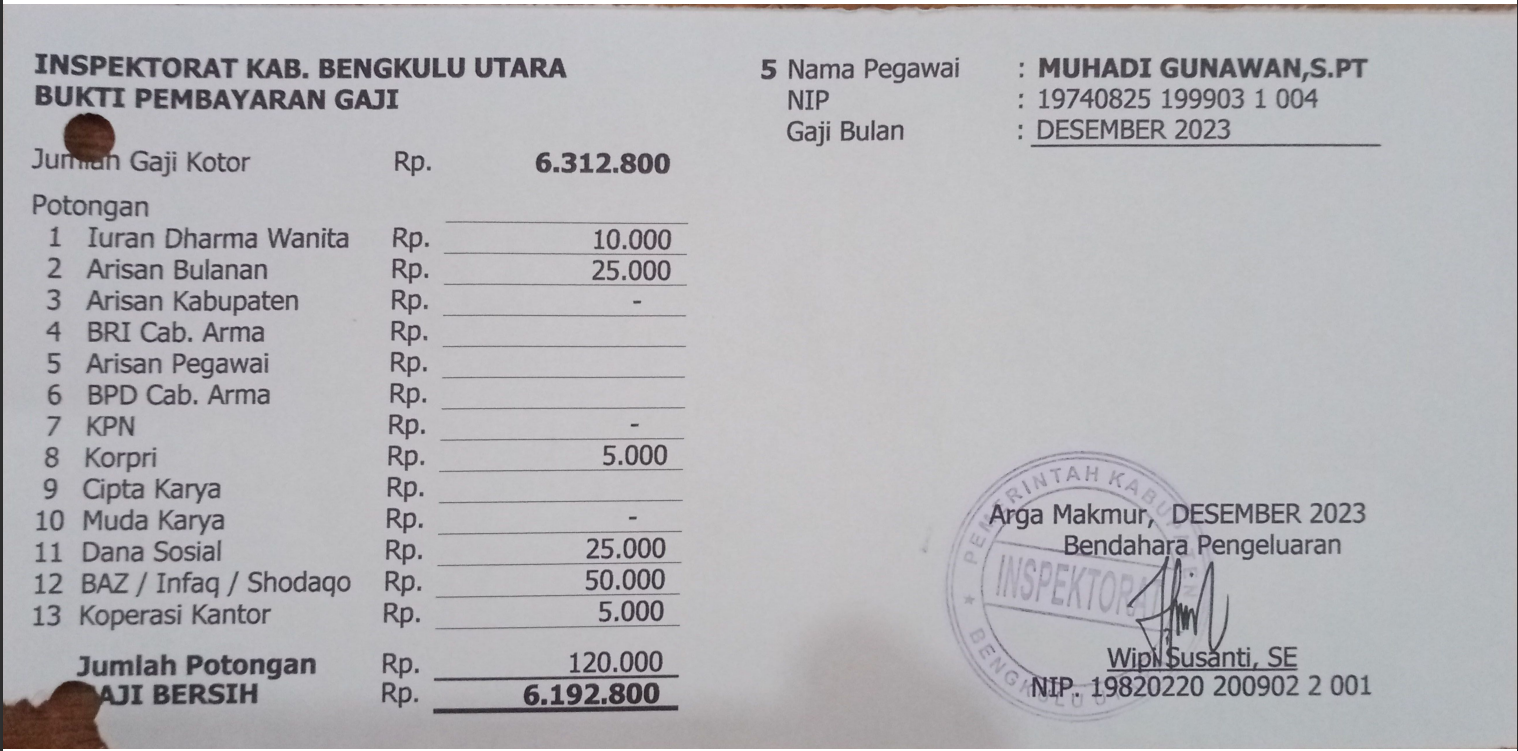 INSPEKTORAT KAB. BENGKULU UTARA
BUKTI PEMBAYARAN GAJI
5 Nama Pegawai : MUHADI GUNAWAN,S.PT
NIP : 19740825 199903 1 004
Gaji Bulan : DESEMBER 2023
Jumlah Gaji Kotor Rp. 6.312.800
Potongan
1 Iuran Dharma Wanita Rp. 10.000
2 Arisan Bulanan Rp. 25.000
3 Arisan Kabupaten Rp. -
4 BRI Cab. Arma Rp.
5 Arisan Pegawai Rp.
6 BPD Cab. Arma Rp.
7 KPN Rp. -
8 Korpri Rp. 5.000
9 Cipta Karya Rp.
10 Muda Karya Rp. -
11 Dana Sosial Rp. 25.000
12 BAZ / Infaq / Shodaqo Rp. 50.000
13 Koperasi Kantor Rp. 5.000
Jumlah Potongan Rp. 120.000
AJI BERSIH Rp. 6.192.800
Arga Makmur, DESEMBER 2023
Bendahara Pengeluaran
PEMERINTAH KABUPATEN
INSPEKTORAT
BENGKULU U
Wipi Susanti, SE
NIP. 19820220 200902 2 001